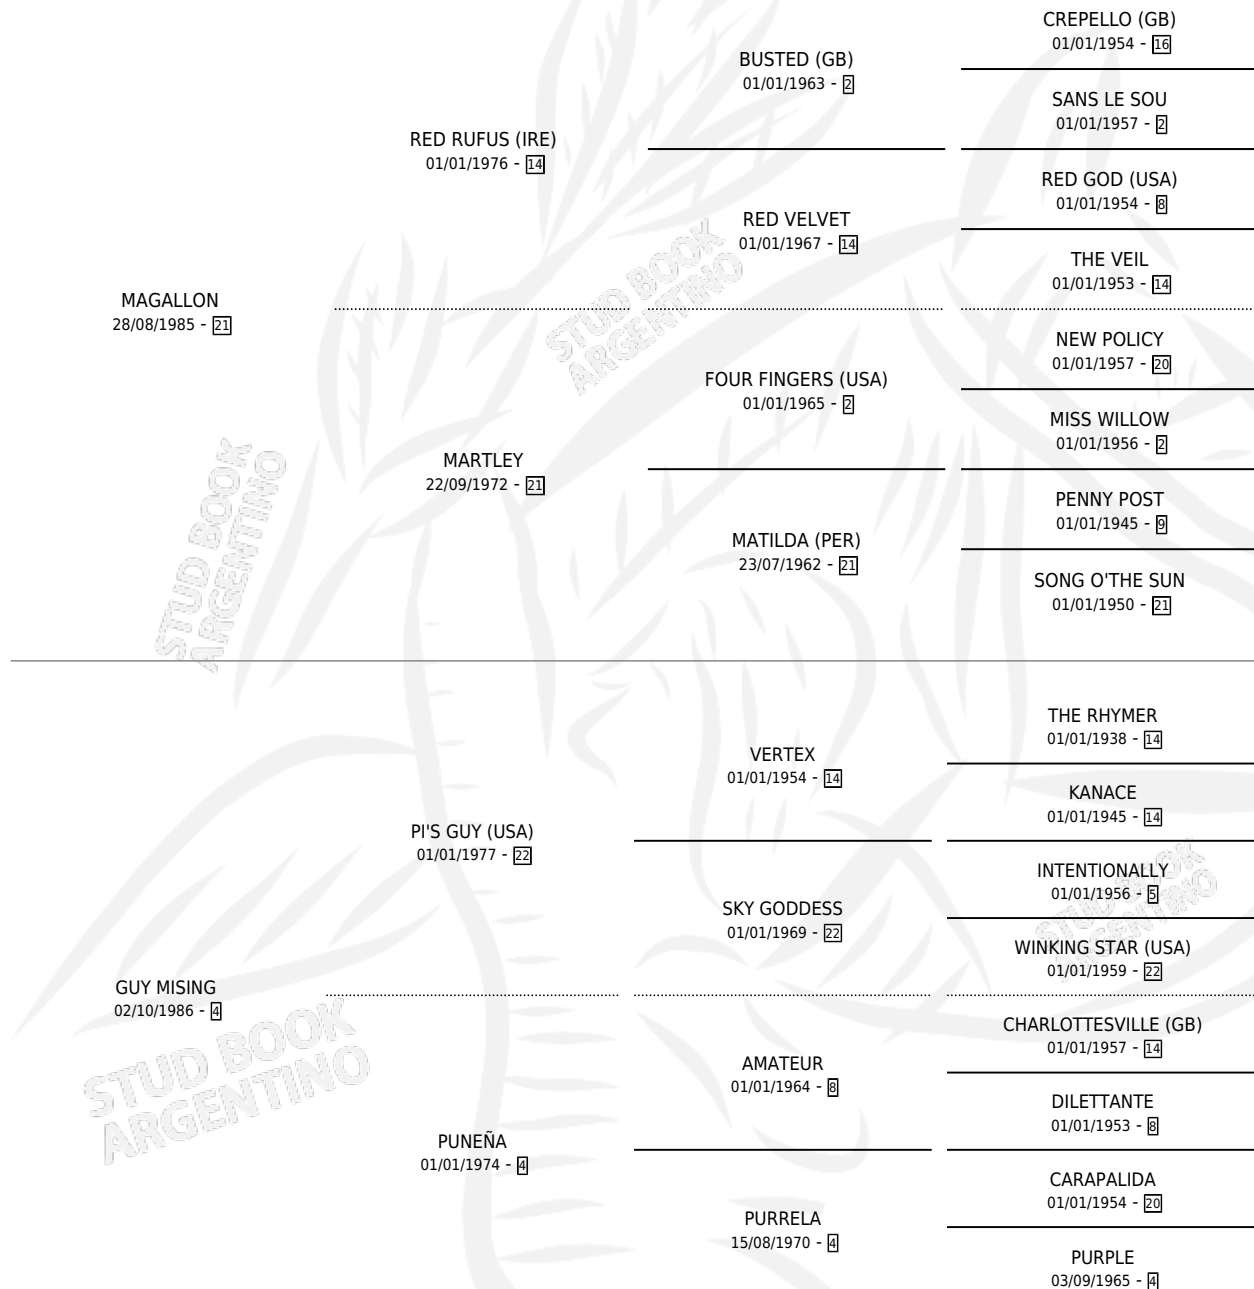 CREPELLO (GB)
01/01/1954 - 16
BUSTED (GB)
01/01/1963 - 2
SANS LE SOU
01/01/1957 - 2
RED RUFUS (IRE)
01/01/1976 - 14
RED GOD (USA)
01/01/1954 - 8
RED VELVET
01/01/1967 - 14
THE VEIL
01/01/1953 - 14
MAGALLON
28/08/1985 - 21
NEW POLICY
01/01/1957 - 20
FOUR FINGERS (USA)
01/01/1965 - 2
MISS WILLOW
01/01/1956 - 2
MARTLEY
22/09/1972 - 21
PENNY POST
01/01/1945 - 9
MATILDA (PER)
23/07/1962 - 21
SONG O'THE SUN
01/01/1950 - 21
THE RHYMER
01/01/1938 - 14
VERTEX
01/01/1954 - 14
KANACE
01/01/1945 - 14
PI'S GUY (USA)
01/01/1977 - 22
INTENTIONALLY
01/01/1956 - 5
SKY GODDESS
01/01/1969 - 22
WINKING STAR (USA)
01/01/1959 - 22
GUY MISING
02/10/1986 - 4
CHARLOTTESVILLE (GB)
01/01/1957 - 14
AMATEUR
01/01/1964 - 8
DILETTANTE
01/01/1953 - 8
PUNEÑA
01/01/1974 - 4
CARAPALIDA
01/01/1954 - 20
PURRELA
15/08/1970 - 4
PURPLE
03/09/1965 - 4
STUD BOOK
ARGENTINO
STUD BOOK
ARGENTINO
STUD BOOK
ARGENTINO
STUD BOOK
ARGENTINO